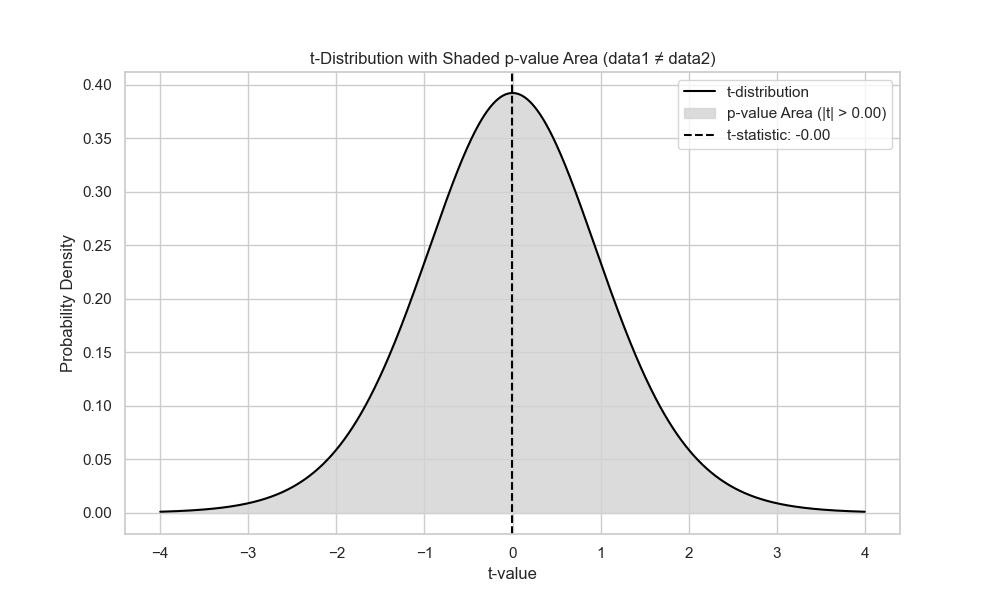 t-Distribution with Shaded p-value Area (data1 ≠ data2)
t-distribution
p-value Area (|t| > 0.00)
t-statistic: -0.00
Probability Density
0.40
0.35
0.30
0.25
0.20
0.15
0.10
0.05
0.00
−4 −3 −2 −1 0 1 2 3 4
t-value